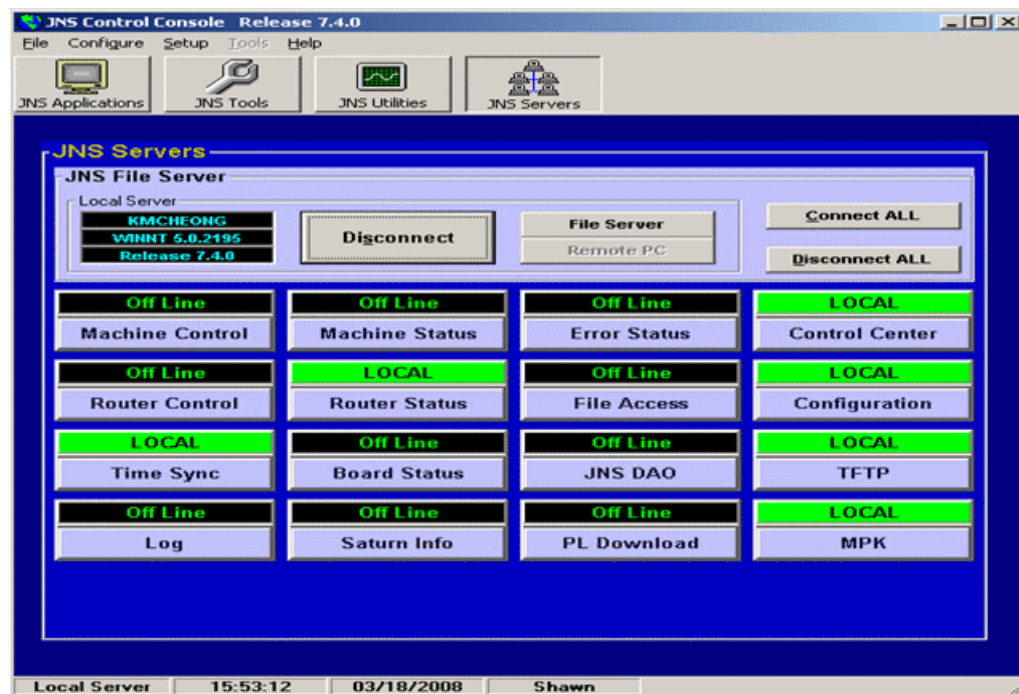 JNS Control Console Release 7.4.0
File Configure Setup Tools Help
JNS Applications JNS Tools JNS Utilities JNS Servers
JNS Servers
JNS File Server
Local Server
KMCHEONG
WINNT 5.0.2195
Release 7.4.0
Disconnect
File Server
Remote PC
Connect ALL
Disconnect ALL
Off Line Off Line Off Line LOCAL
Machine Control Machine Status Error Status Control Center
Off Line LOCAL Off Line LOCAL
Router Control Router Status File Access Configuration
LOCAL Off Line Off Line LOCAL
Time Sync Board Status JNS DAO TFTP
Off Line Off Line Off Line LOCAL
Log Saturn Info PL Download MPK
Local Server 15:53:12 03/18/2008 Shawn